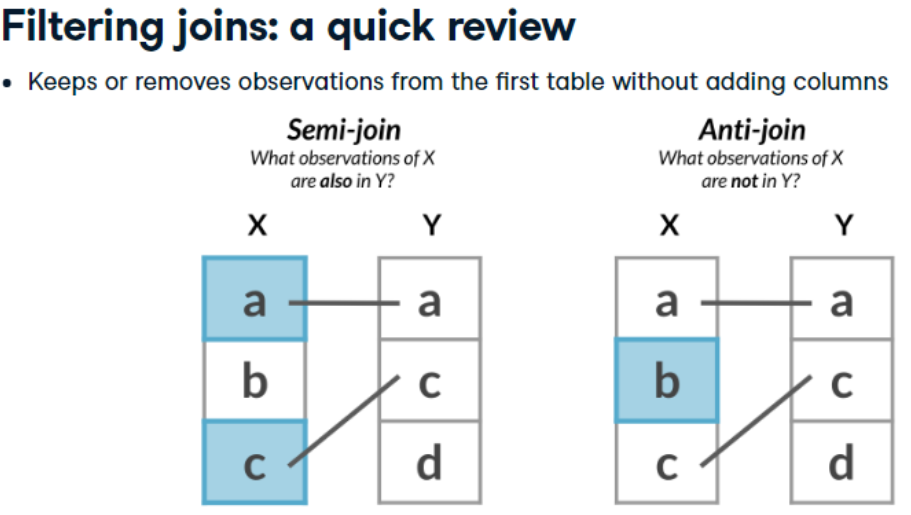 Filtering joins: a quick review
• Keeps or removes observations from the first table without adding columns
Semi-join
What observations of X
are also in Y?
X Y
a a
b c
c d
Anti-join
What observations of X
are not in Y?
X Y
a a
b c
c d